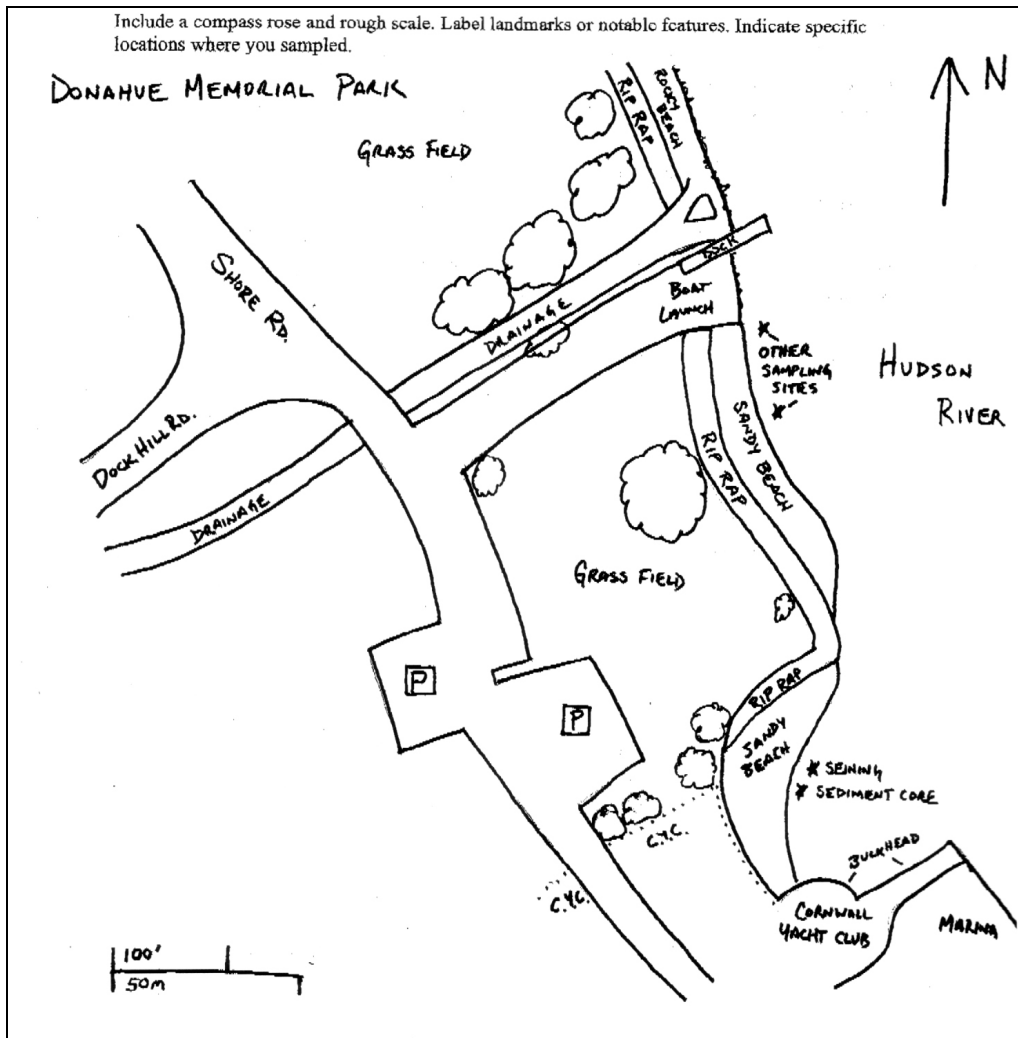 Include a compass rose and rough scale. Label landmarks or notable features. Indicate specific
locations where you sampled.
DONAHUE MEMORIAL PARK
N
GRASS FIELD
RIP RAP
ROCKY BEACH
SHORE RD.
DOCK
BOAT
LAUNCH
DRAINAGE
OTHER
SAMPLING
SITES
HUDSON
RIVER
DOCK HILL RD.
DRAINAGE
RIP RAP
SANDY BEACH
GRASS FIELD
P
P
RIP RAP
SANDY
BEACH
* SEINING
* SEDIMENT CORE
C.Y.C.
C.Y.C.
BULKHEAD
CORNWALL
YACHT CLUB
MARINA
100'
50m